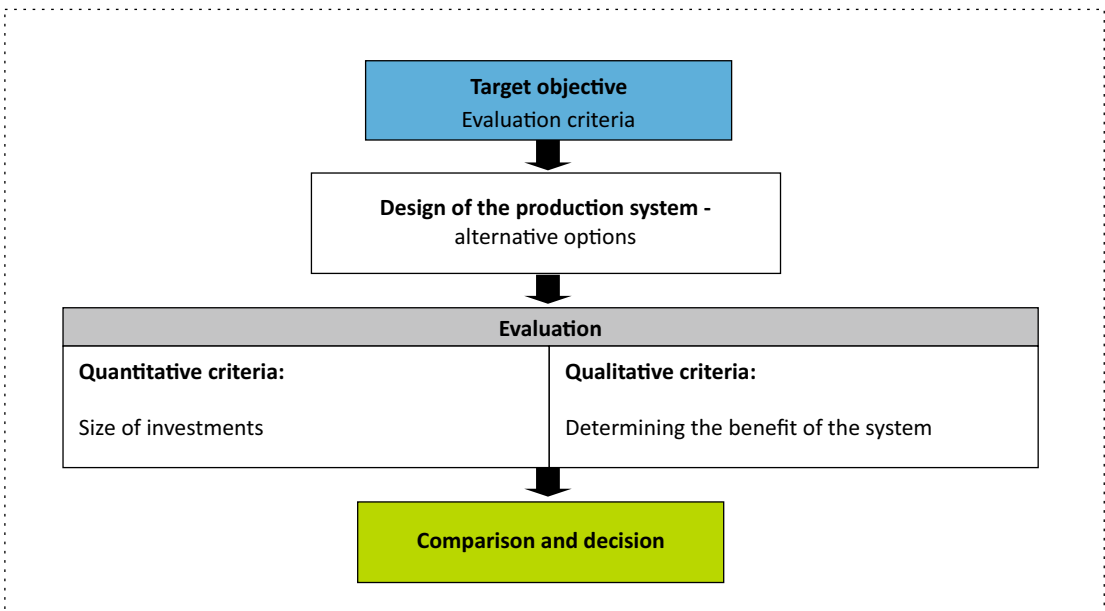 Target objective
Evaluation criteria
Design of the production system -
alternative options
Evaluation
Quantitative criteria:
Size of investments
Qualitative criteria:
Determining the benefit of the system
Comparison and decision